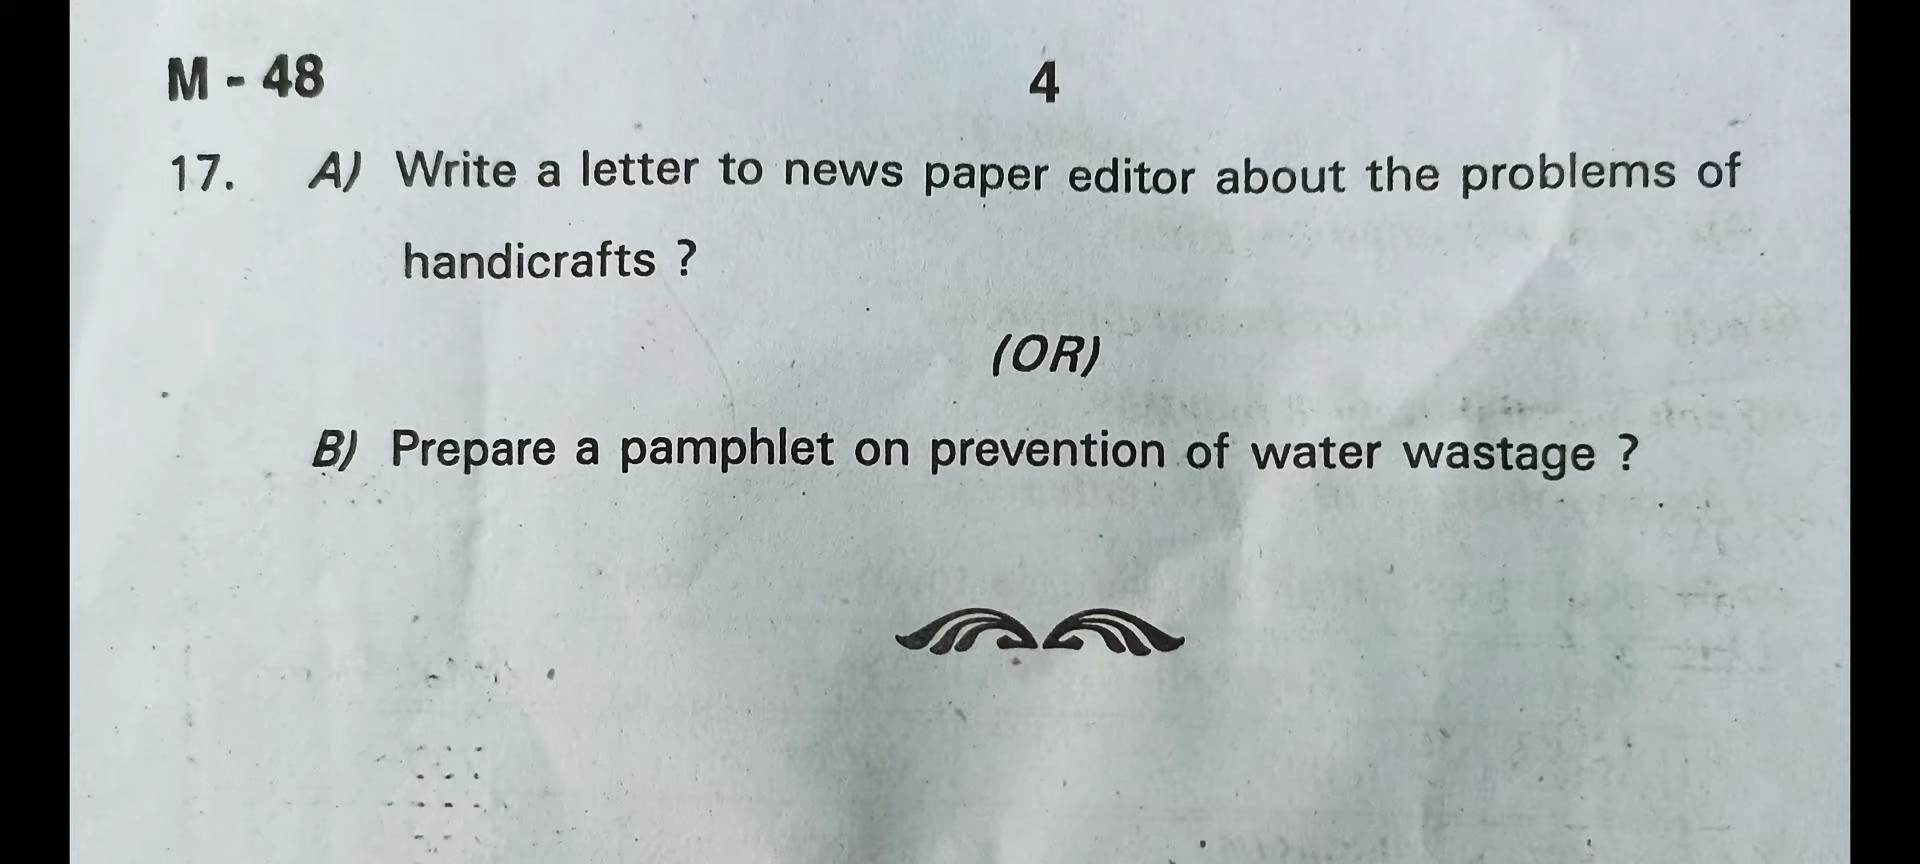 M - 48 4
17. A) Write a letter to news paper editor about the problems of
handicrafts ?
(OR)
B) Prepare a pamphlet on prevention of water wastage ?